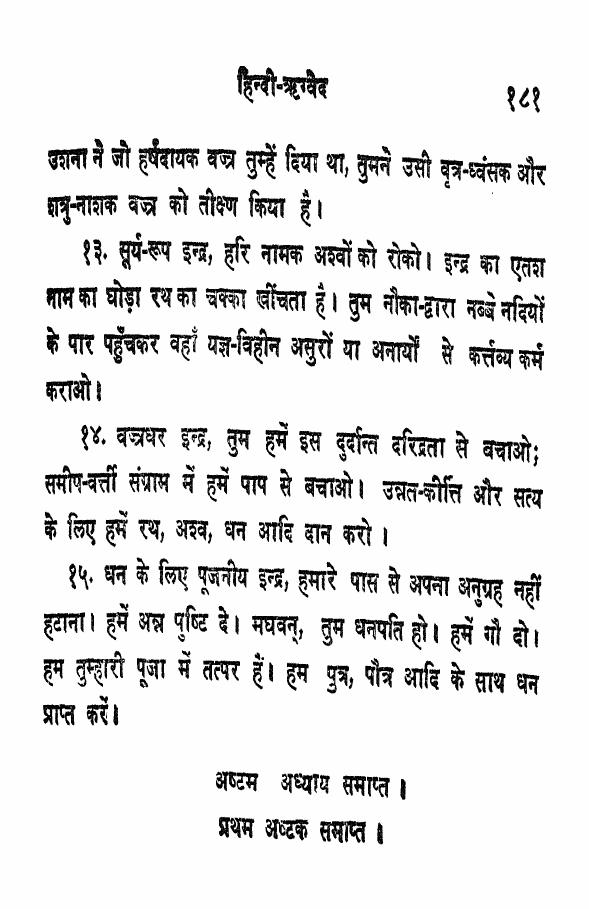 हिन्दी-ऋग्वेद
१८१
उशना ने जो हर्षदायक वज्र तुम्हें दिया था, तुमने उसी वृत्र-ध्वंसक और
शत्रु-नाशक वज्र को तीक्ष्ण किया है।
१३. सूर्य-रूप इन्द्र, हरि नामक अश्वों को रोको। इन्द्र का एतश
नाम का घोड़ा रथ का चक्का खींचता है। तुम नौका-द्वारा नब्बे नदियों
के पार पहुँचकर वहाँ यज्ञ-विहीन असुरों या अनार्यों से कर्त्तव्य कर्म
कराओ।
१४. वज्रधर इन्द्र, तुम हमें इस दुर्दान्त दरिद्रता से बचाओ;
समीप-वर्त्ती संग्राम में हमें पाप से बचाओ। उन्नत-कीर्त्ति और सत्य
के लिए हमें रथ, अश्व, धन आदि दान करो।
१५. धन के लिए पूजनीय इन्द्र, हमारे पास से अपना अनुग्रह नहीं
हटाना। हमें अन्न पुष्टि दे। मघवन्, तुम धनपति हो। हमें गौ दो।
हम तुम्हारी पूजा में तत्पर हैं। हम पुत्र, पौत्र आदि के साथ धन
प्राप्त करें।
अष्टम अध्याय समाप्त।
प्रथम अष्टक समाप्त।